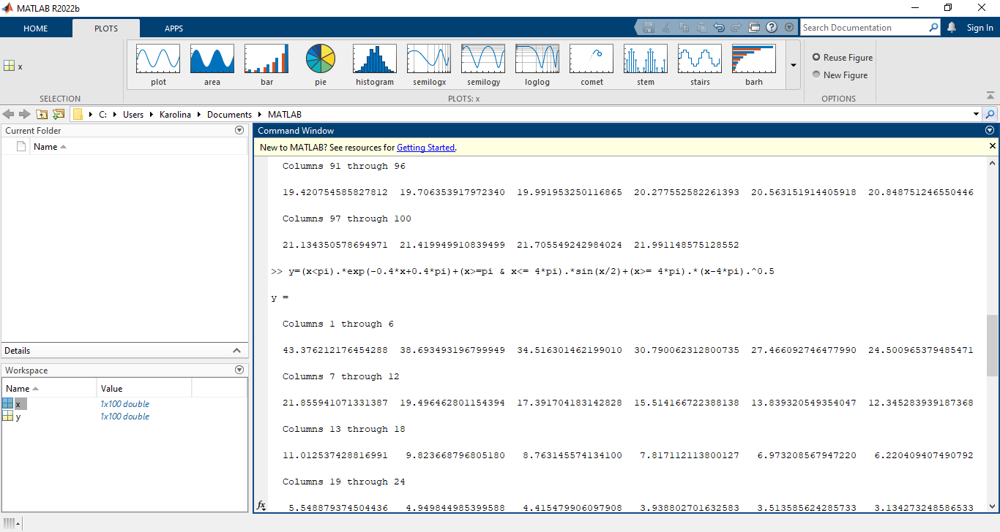 MATLAB R2022b
HOME PLOTS APPS
Search Documentation Sign In
x
plot area bar pie histogram semilogx semilogy loglog comet stem stairs barh
Reuse Figure
New Figure
SELECTION PLOTS: x OPTIONS
C: Users Karolina Documents MATLAB
Current Folder
Name
Details
Workspace
Name Value
x 1x100 double
y 1x100 double
Command Window
New to MATLAB? See resources for Getting Started.
Columns 91 through 96
19.420754585827812 19.706353917972340 19.991953250116865 20.277552582261393 20.563151914405918 20.848751246550446
Columns 97 through 100
21.134350578694971 21.419949910839499 21.705549242984024 21.991148575128552
>> y=(x<pi).*exp(-0.4*x+0.4*pi)+(x>=pi & x<= 4*pi).*sin(x/2)+(x>= 4*pi).*(x-4*pi).^0.5
y =
Columns 1 through 6
43.376212176454288 38.693493196799949 34.516301462199010 30.790062312800735 27.466092746477990 24.500965379485471
Columns 7 through 12
21.855941071331387 19.496462801154394 17.391704183142828 15.514166722388138 13.839320549354047 12.345283939187368
Columns 13 through 18
11.012537428816991 9.823668796805180 8.763145574134100 7.817112113800127 6.973208567947220 6.220409407490792
Columns 19 through 24
5.548879374504436 4.949844985399588 4.415479906097908 3.938802701632583 3.513585624285733 3.134273248586533
fx